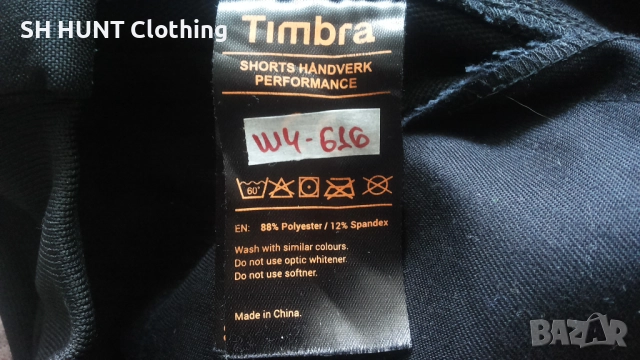 SH HUNT Clothing
Timbra
SHORTS HÅNDVERK
PERFORMANCE
W4-616
60°
EN: 88% Polyester / 12% Spandex
Wash with similar colours.
Do not use optic whitener.
Do not use softner.
Made in China.
BAZAR